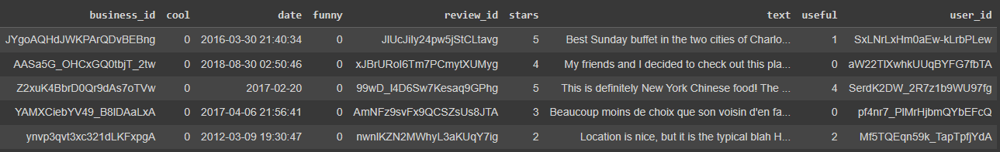 business_id cool date funny review_id stars text useful user_id
JYgoAQHdJWKPArQDvBEBng 0 2016-03-30 21:40:34 0 JlUcJily24pw5jStCLtavg 5 Best Sunday buffet in the two cities of Charlo... 1 SxLNrLxHm0aEw-kLrbPLew
AASa5G_OHCxGQ0tbjT_2tw 0 2018-08-30 02:50:46 0 xJBrURol6Tm7PCmytXUMyg 4 My friends and I decided to check out this pla... 0 aW22TlXwhkUUqBYFG7fbTA
Z2xuK4BbrD0Qr9dAs7oTVw 0 2017-02-20 0 99wD_I4D6Sw7Kesaq9GPhg 5 This is definitely New York Chinese food! The ... 4 SerdK2DW_2R7z1b9WU97fg
YAMXCiebYV49_B8IDAaLxA 0 2017-04-06 21:56:41 0 AmNFz9svFx9QCSZsUs8JTA 3 Beaucoup moins de choix que son voisin d'en fa... 0 pf4nr7_PlMrHjbmQYbEFcQ
ynvp3qvt3xc321dLKFxpgA 0 2012-03-09 19:30:47 0 nwnlKZN2MWhyL3aKUqY7ig 2 Location is nice, but it is the typical blah H... 2 Mf5TQEqn59k_TapTpfjYdA